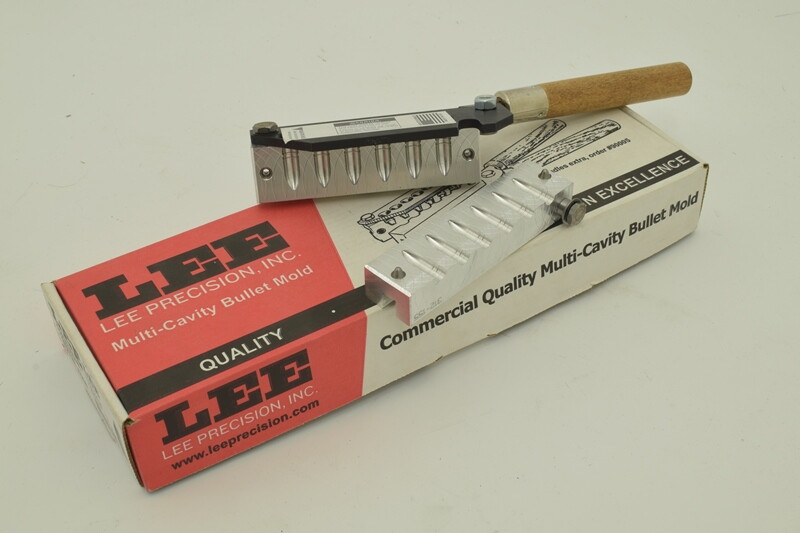 LEE
LEE PRECISION, INC.
Multi-Cavity Bullet Mold
QUALITY
N EXCELLENCE
dles extra, order #90005
Commercial Quality Multi-Cavity Bullet Mold
LEE
LEE PRECISION, INC.
www.leeprecision.com